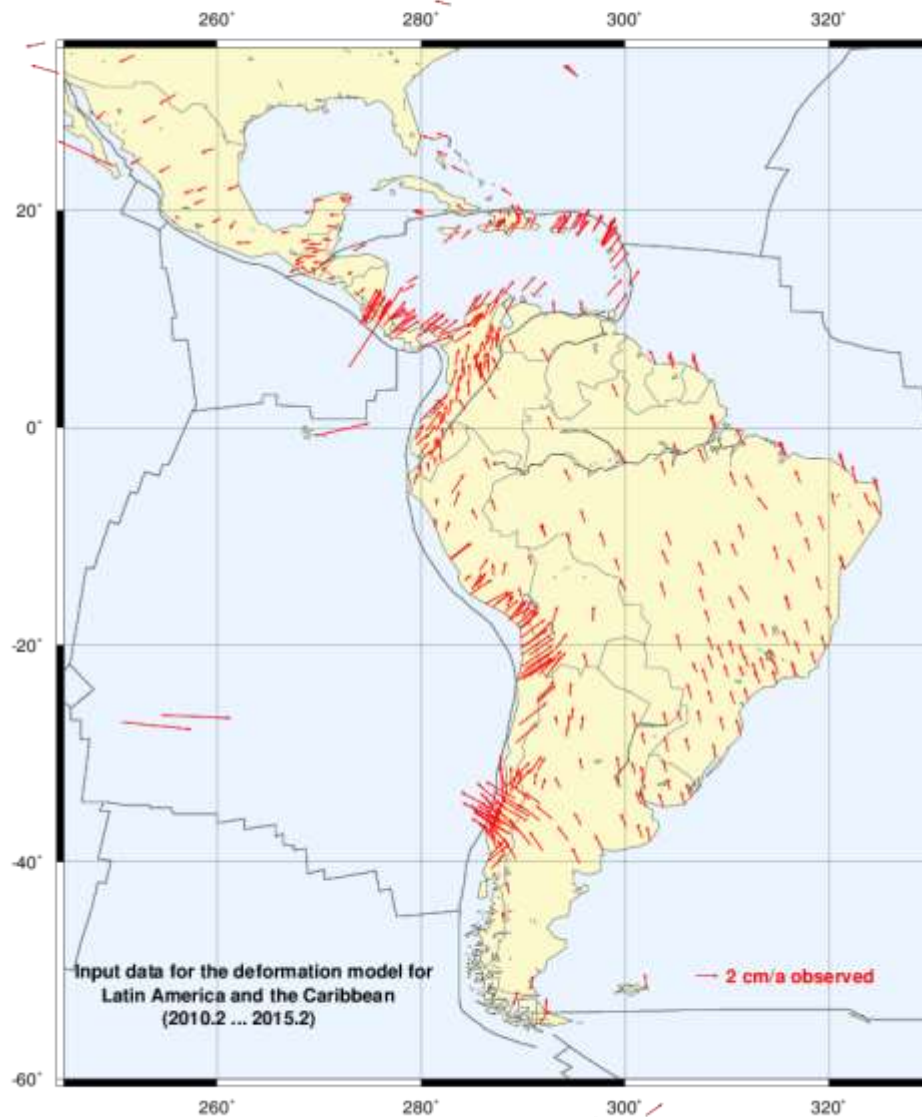 260˚ 280˚ 300˚ 320˚
20˚
0˚
-20˚
-40˚
-60˚
Input data for the deformation model for
Latin America and the Caribbean
(2010.2 ... 2015.2)
2 cm/a observed
260˚ 280˚ 300˚ 320˚